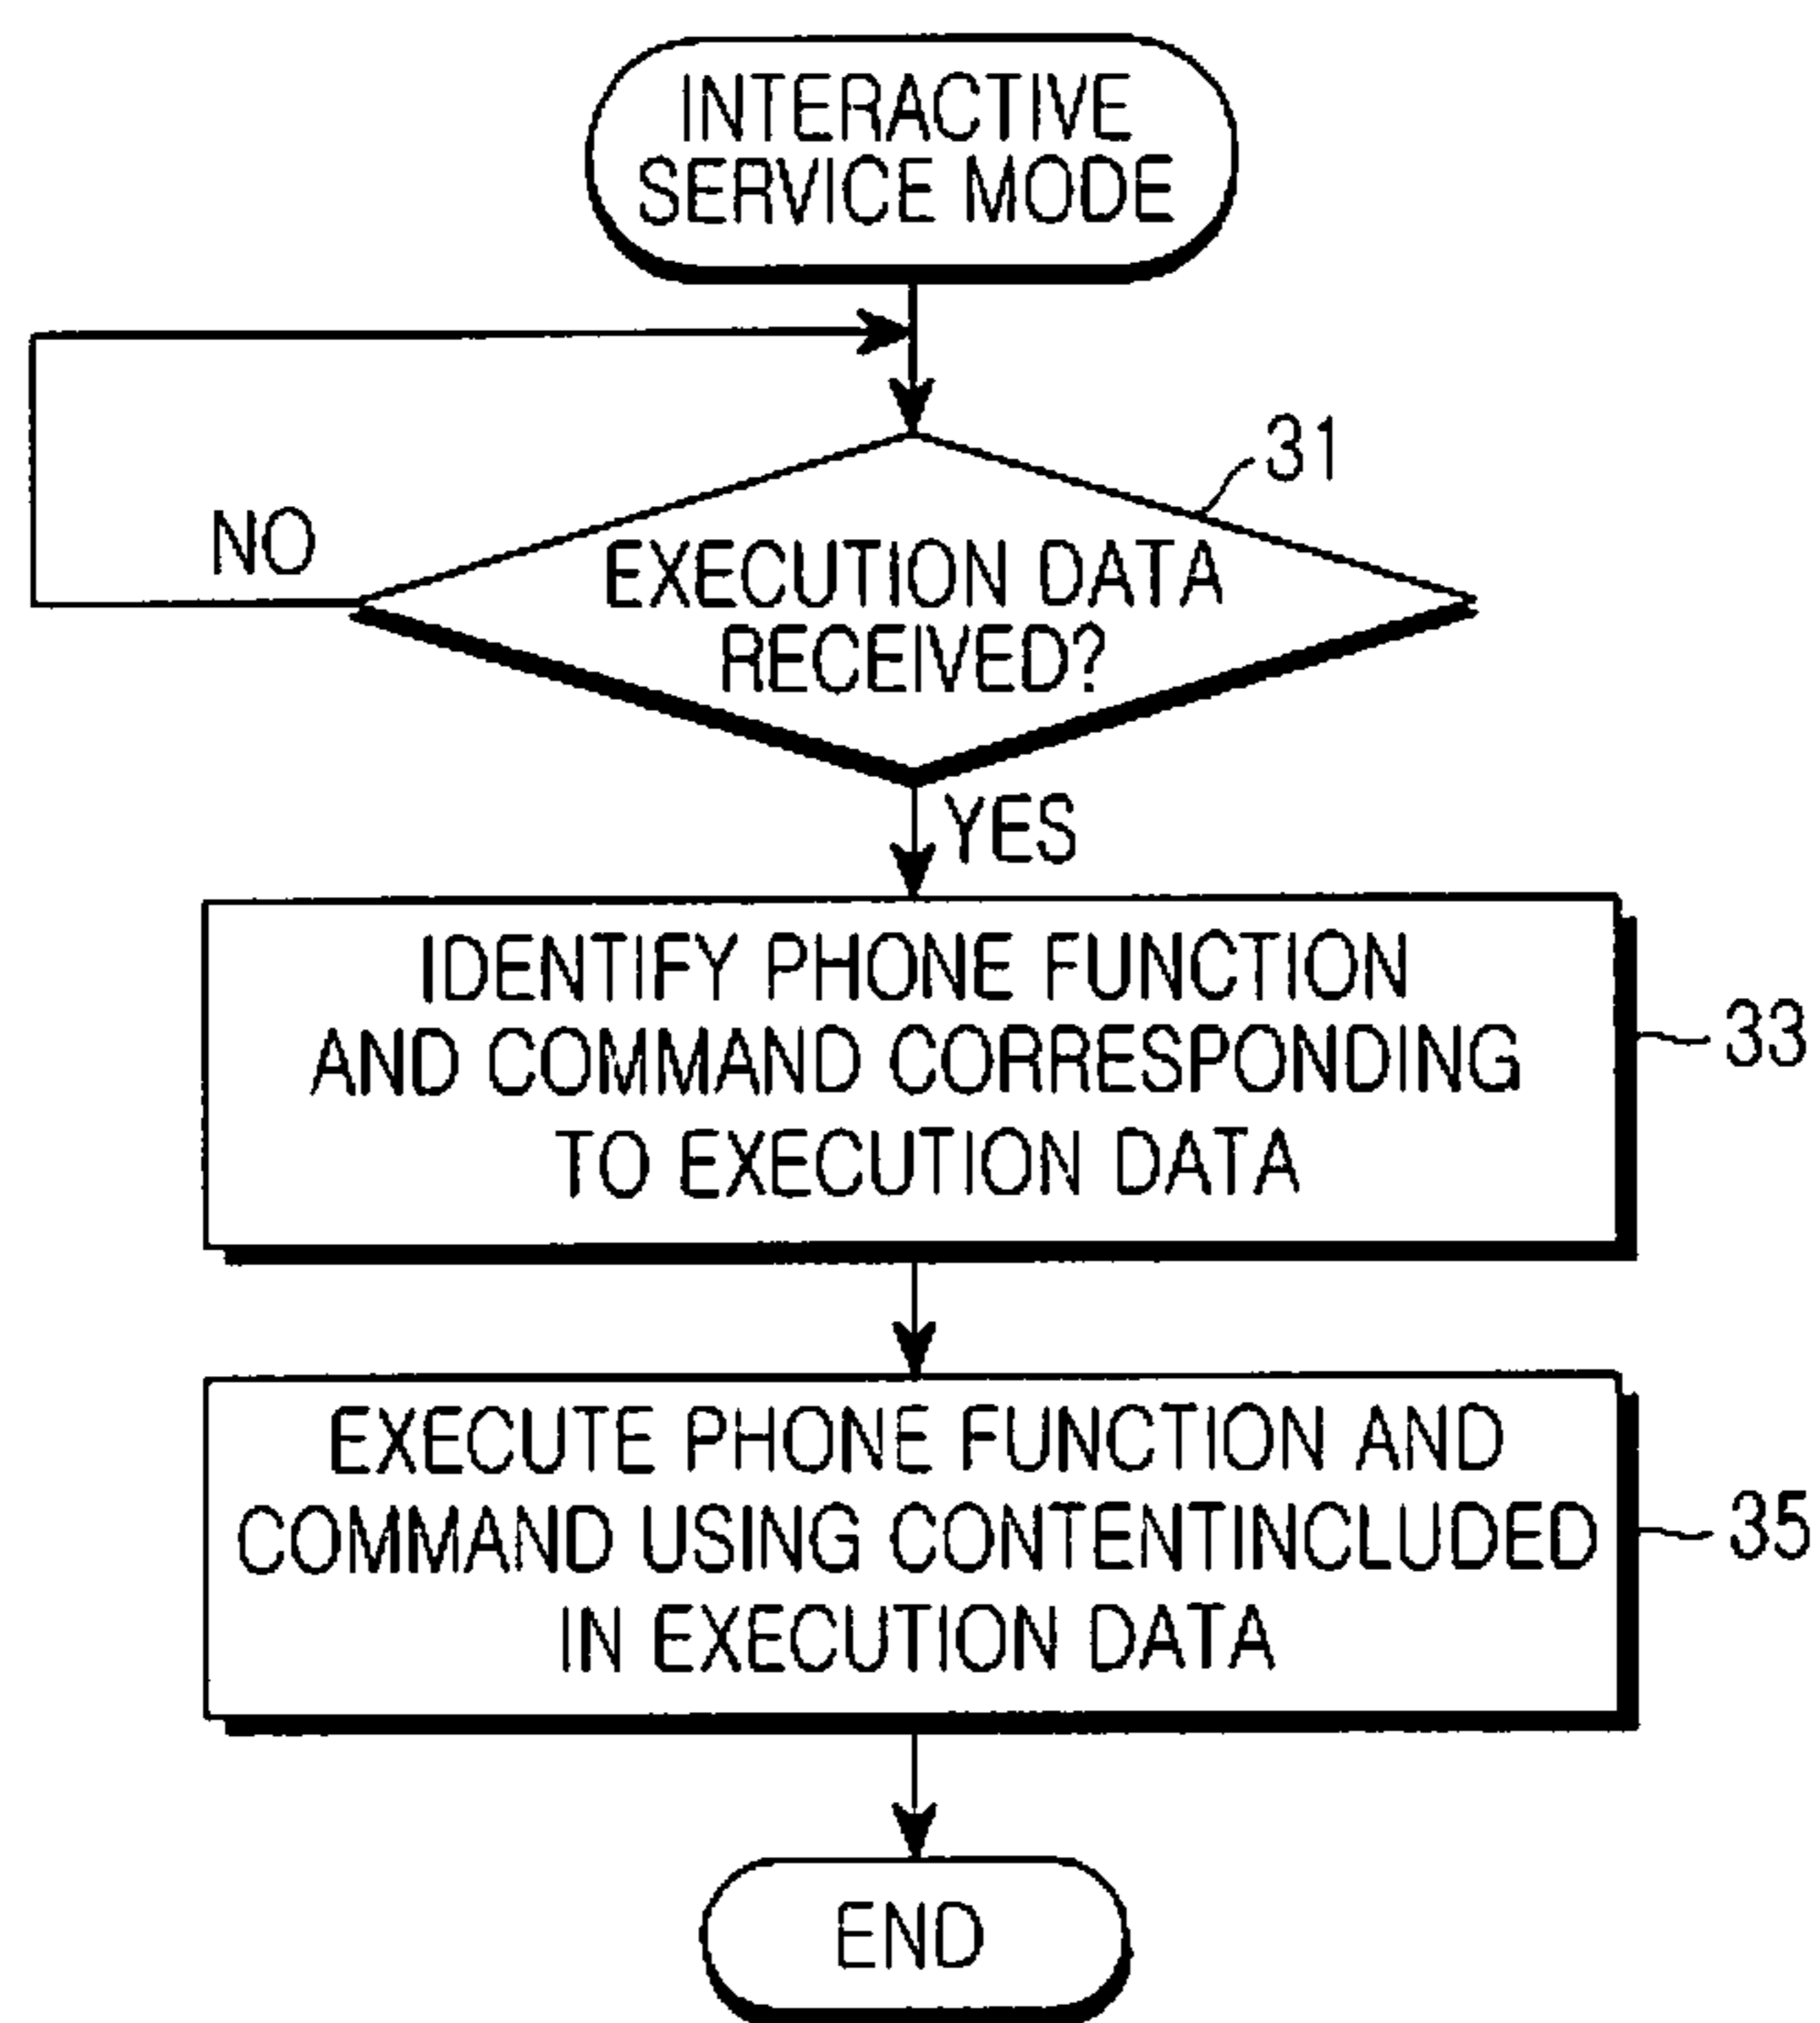 INTERACTIVE
SERVICE MODE
31
NO
EXECUTION DATA
RECEIVED?
YES
IDENTIFY PHONE FUNCTION
AND COMMAND CORRESPONDING
TO EXECUTION DATA
33
EXECUTE PHONE FUNCTION AND
COMMAND USING CONTENTINCLUDED
IN EXECUTION DATA
35
END